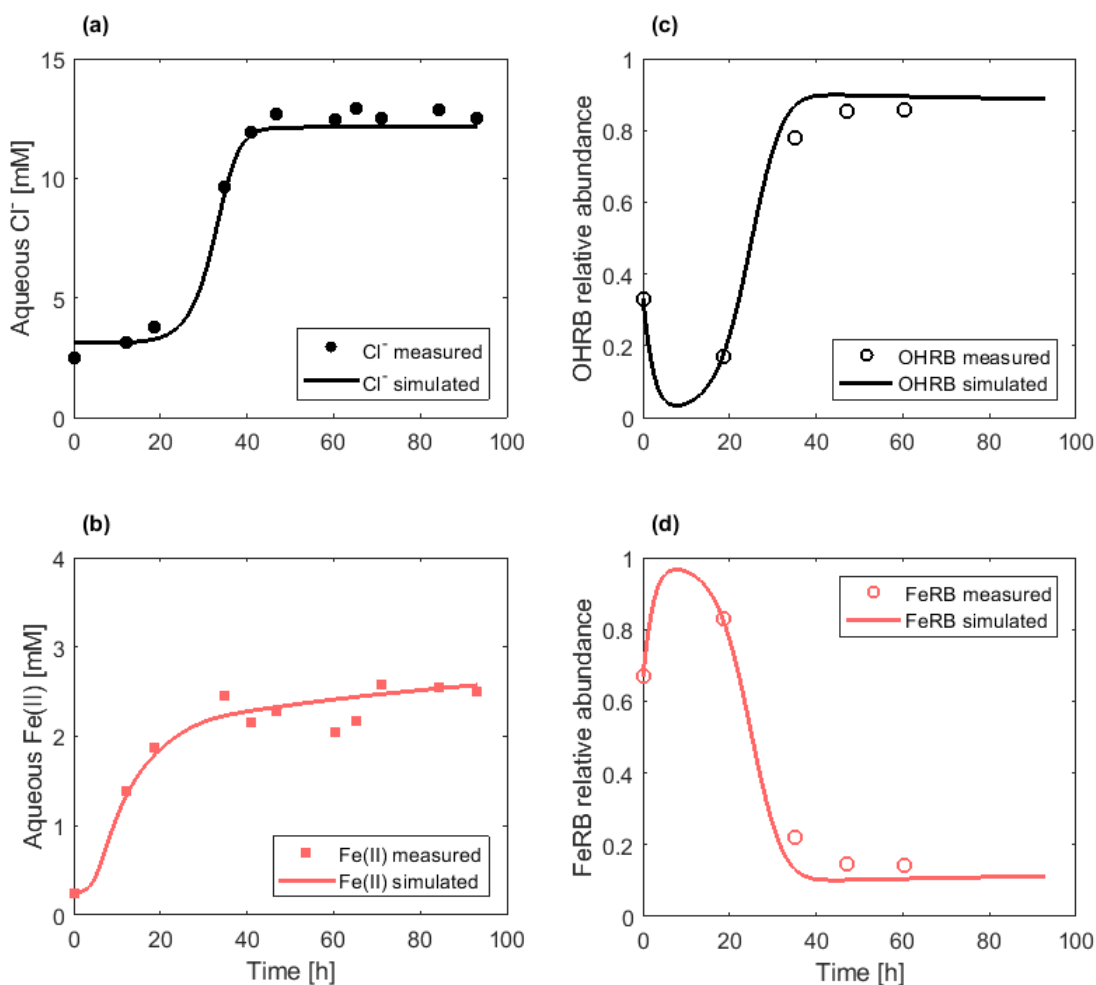 (a)
15
10
5
0
Aqueous Cl⁻ [mM]
Cl⁻ measured
Cl⁻ simulated
0 20 40 60 80 100
(c)
1
0.8
0.6
0.4
0.2
0
OHRB relative abundance
OHRB measured
OHRB simulated
0 20 40 60 80 100
(b)
4
3
2
1
0
Aqueous Fe(II) [mM]
Fe(II) measured
Fe(II) simulated
0 20 40 60 80 100
Time [h]
(d)
1
0.8
0.6
0.4
0.2
0
FeRB relative abundance
FeRB measured
FeRB simulated
0 20 40 60 80 100
Time [h]